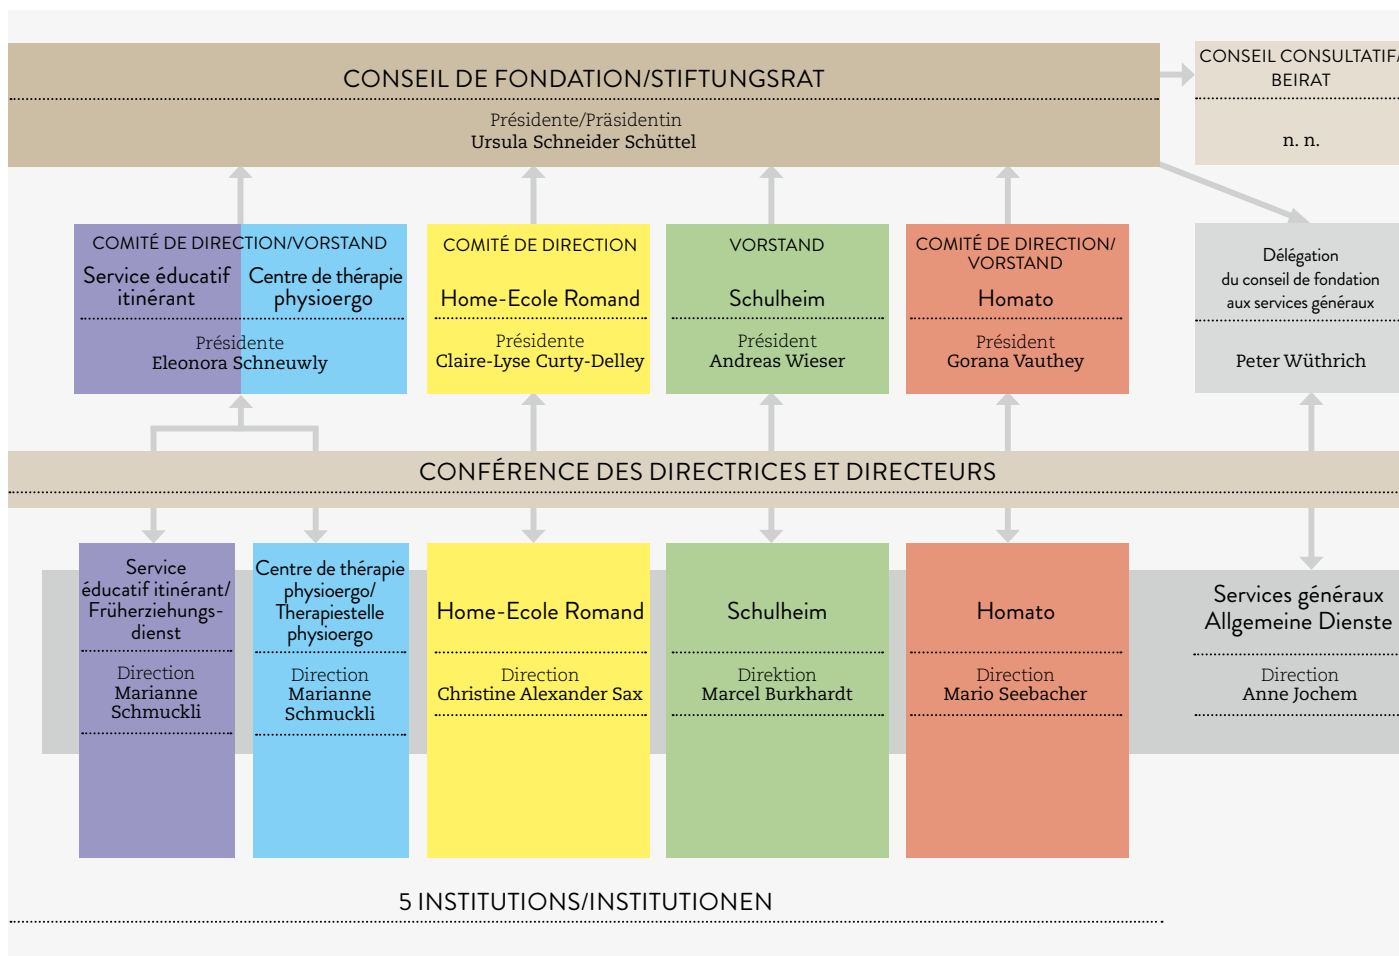 CONSEIL DE FONDATION/STIFTUNGSRAT
Présidente/Präsidentin
Ursula Schneider Schüttel
CONSEIL CONSULTATIF/
BEIRAT
n. n.
COMITÉ DE DIRECTION/VORSTAND
Service éducatif
itinérant
Centre de thérapie
physioergo
Présidente
Eleonora Schneuwly
COMITÉ DE DIRECTION
Home-Ecole Romand
Présidente
Claire-Lyse Curty-Delley
VORSTAND
Schulheim
Président
Andreas Wieser
COMITÉ DE DIRECTION/
VORSTAND
Homato
Président
Gorana Vauthey
Délégation
du conseil de fondation
aux services généraux
Peter Wüthrich
CONFÉRENCE DES DIRECTRICES ET DIRECTEURS
Service
éducatif itinérant/
Früherziehungs-
dienst
Direction
Marianne
Schmuckli
Centre de thérapie
physioergo/
Therapiestelle
physioergo
Direction
Marianne
Schmuckli
Home-Ecole Romand
Direction
Christine Alexander Sax
Schulheim
Direktion
Marcel Burkhardt
Homato
Direction
Mario Seebacher
Services généraux
Allgemeine Dienste
Direction
Anne Jochem
5 INSTITUTIONS/INSTITUTIONEN